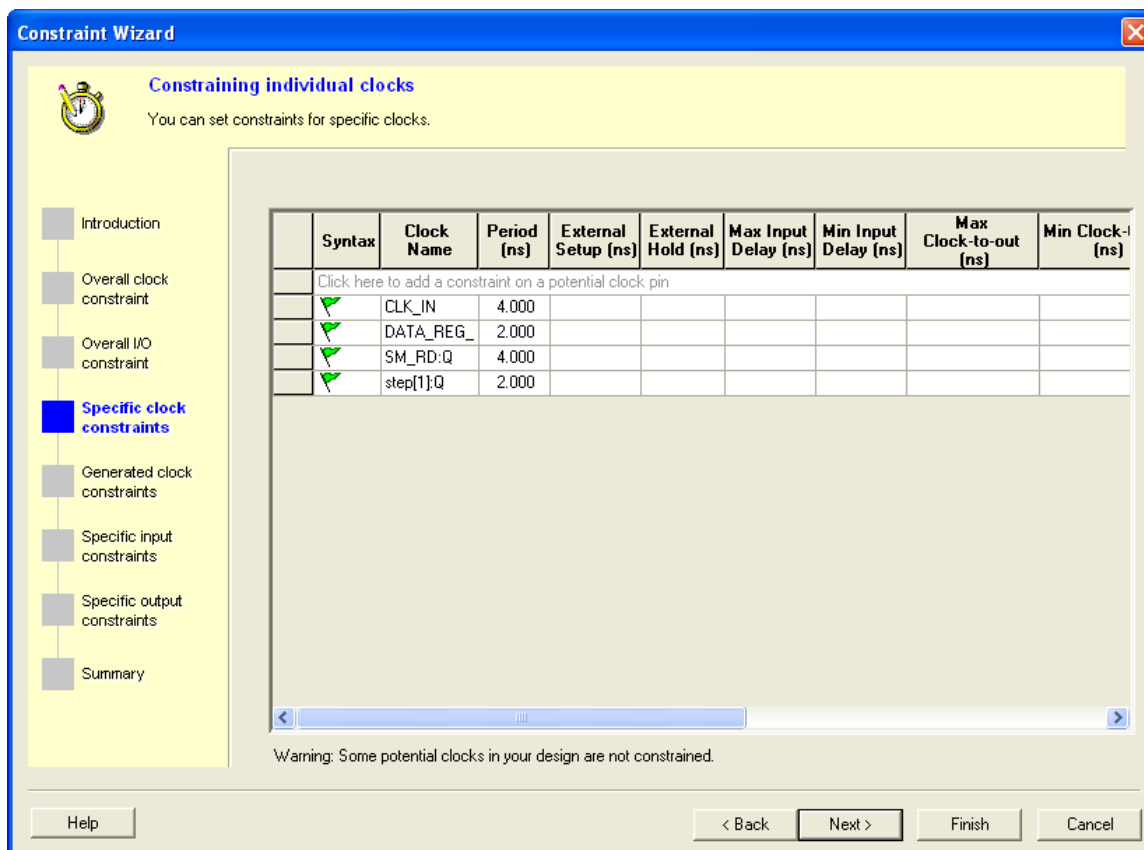 Constraint Wizard
Constraining individual clocks
You can set constraints for specific clocks.
Introduction
Overall clock
constraint
Overall I/O
constraint
Specific clock
constraints
Generated clock
constraints
Specific input
constraints
Specific output
constraints
Summary
Syntax Clock Name Period (ns) External Setup (ns) External Hold (ns) Max Input Delay (ns) Min Input Delay (ns) Max Clock-to-out (ns) Min Clock- (ns)
Click here to add a constraint on a potential clock pin
CLK_IN 4.000
DATA_REG_ 2.000
SM_RD:Q 4.000
step[1]:Q 2.000
Warning: Some potential clocks in your design are not constrained.
Help < Back Next > Finish Cancel